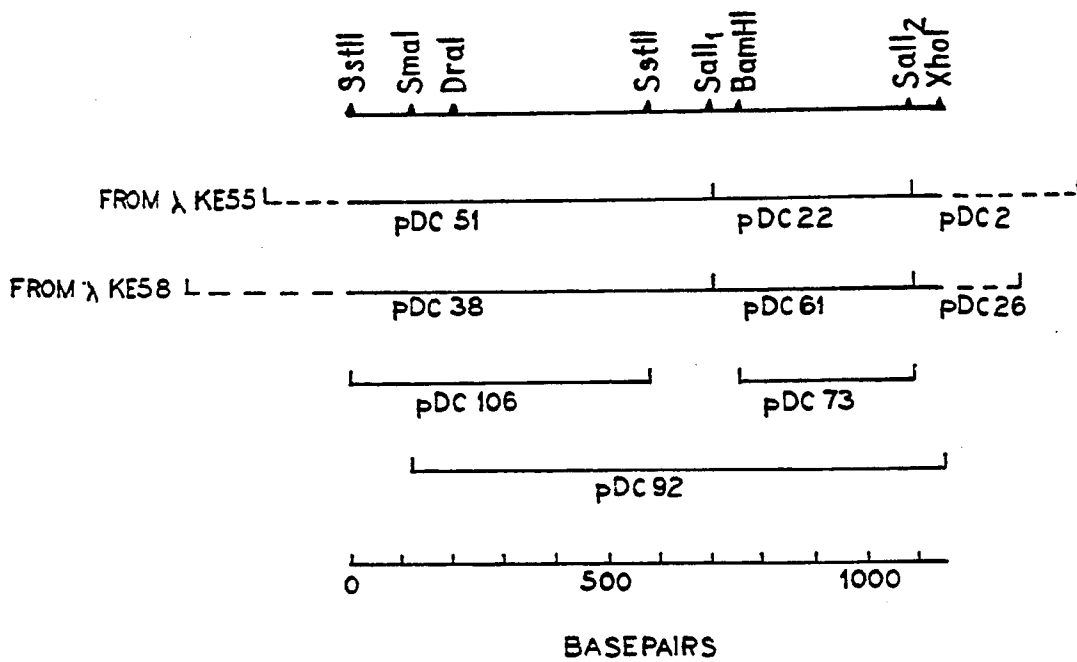 SstII SmaI DraI SstII SalI1 BamHI SalI2 XhoI
FROM λ KE55
pDC 51 pDC 22 pDC 2
FROM λ KE58
pDC 38 pDC 61 pDC 26
pDC 106 pDC 73
pDC 92
0 500 1000
BASEPAIRS